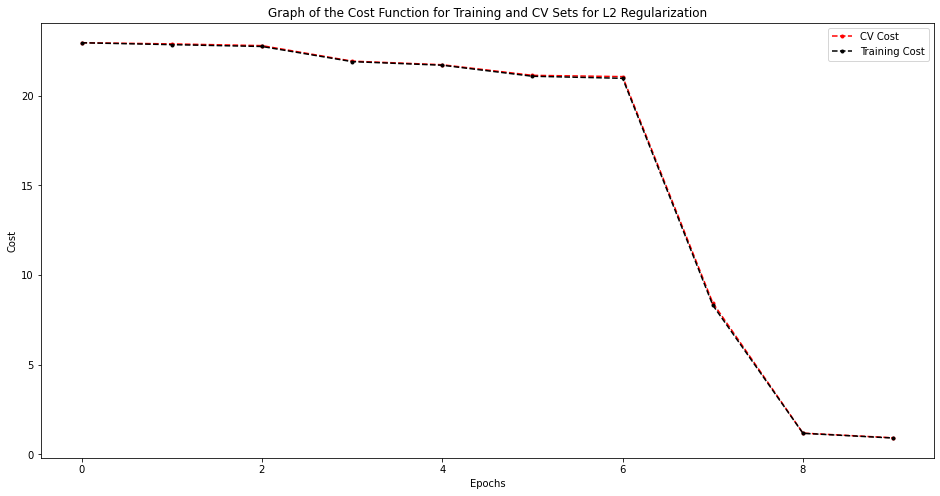 Graph of the Cost Function for Training and CV Sets for L2 Regularization
CV Cost
Training Cost
20
15
10
5
0
Cost
0 2 4 6 8
Epochs